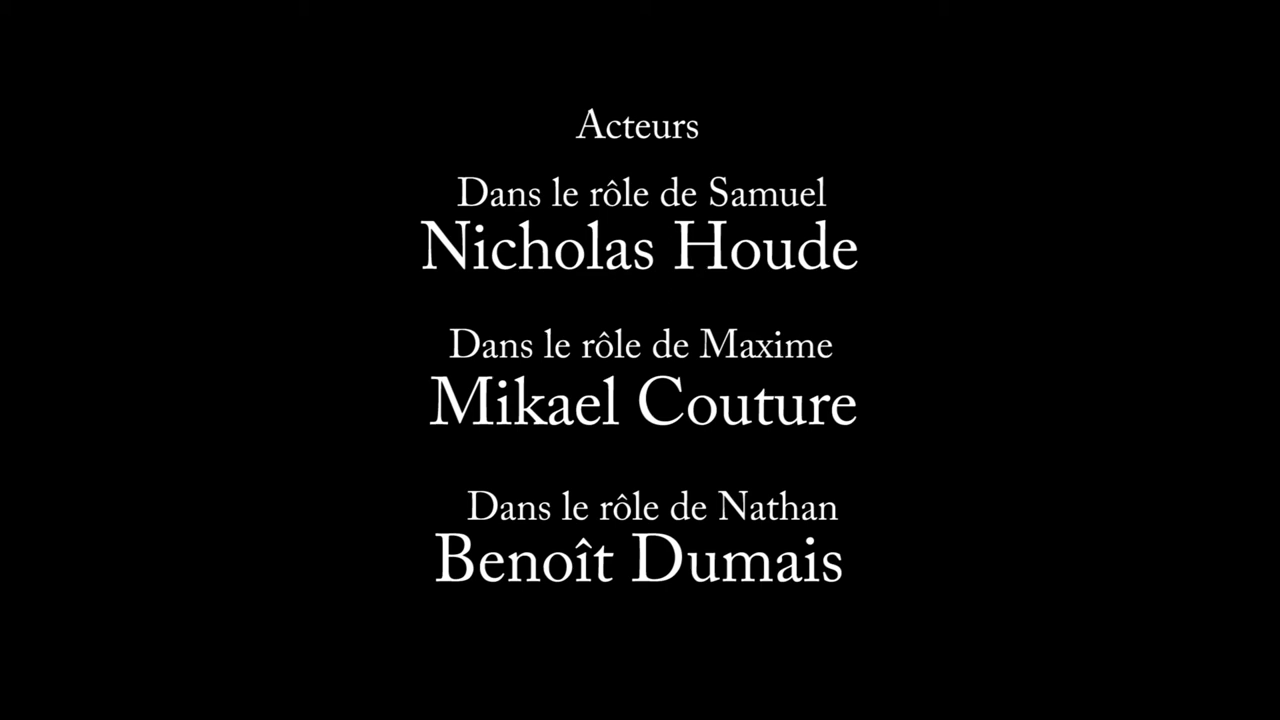 Acteurs
Dans le rôle de Samuel
Nicholas Houde
Dans le rôle de Maxime
Mikael Couture
Dans le rôle de Nathan
Benoît Dumais